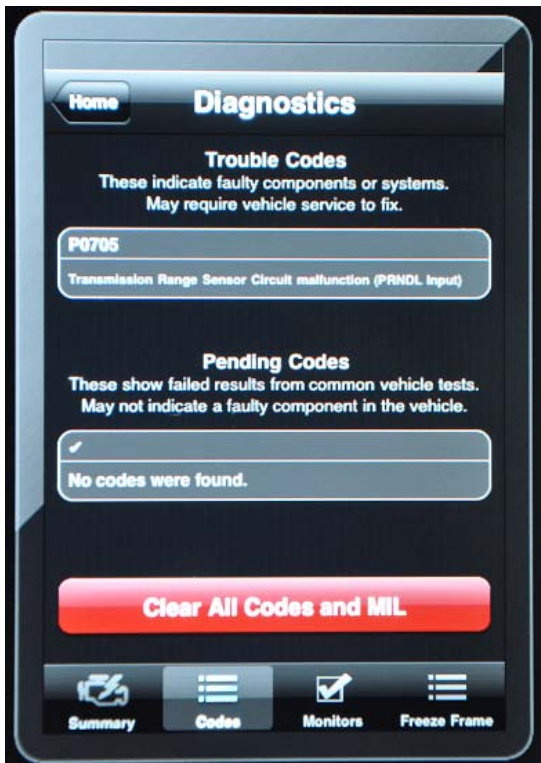 Home
Diagnostics
Trouble Codes
These indicate faulty components or systems.
May require vehicle service to fix.
P0705
Transmission Range Sensor Circuit malfunction (PRNDL Input)
Pending Codes
These show failed results from common vehicle tests.
May not indicate a faulty component in the vehicle.
✔
No codes were found.
Clear All Codes and MIL
Summary Codes Monitors Freeze Frame